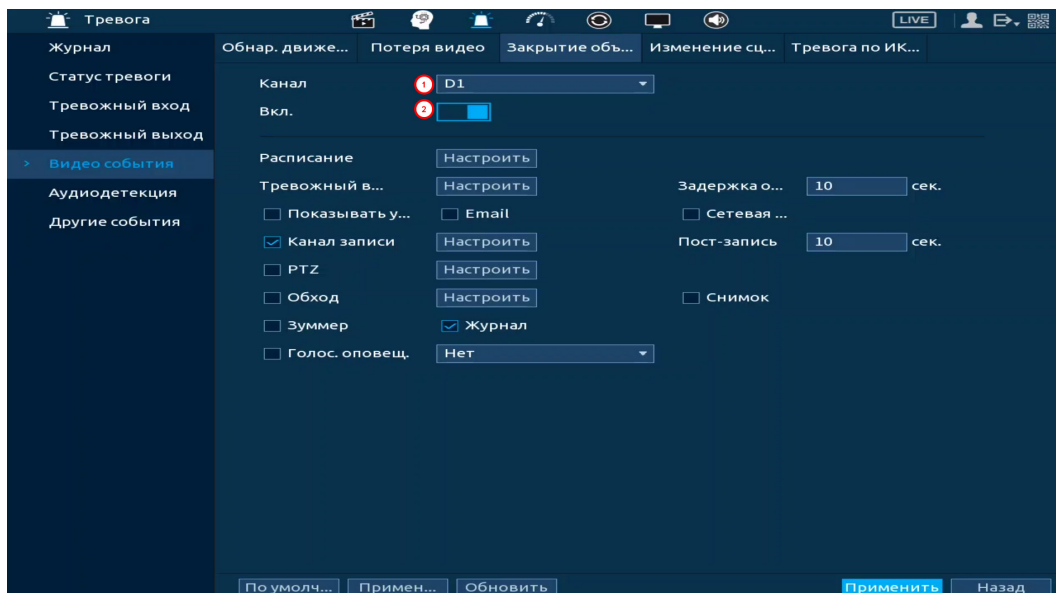 Тревога LIVE
Журнал
Обнар. движе... Потеря видео Закрытие объ... Изменение сц... Тревога по ИК...
Статус тревоги
Канал 1 D1
Тревожный вход
Вкл. 2
Тревожный выход
> Видео события
Расписание Настроить
Аудиодетекция
Тревожный в... Настроить Задержка о... 10 сек.
Другие события
Показывать у... Email Сетевая ...
Канал записи Настроить Пост-запись 10 сек.
PTZ Настроить
Обход Настроить Снимок
Зуммер Журнал
Голос. оповещ. Нет
По умолч... Примен... Обновить Применить Назад